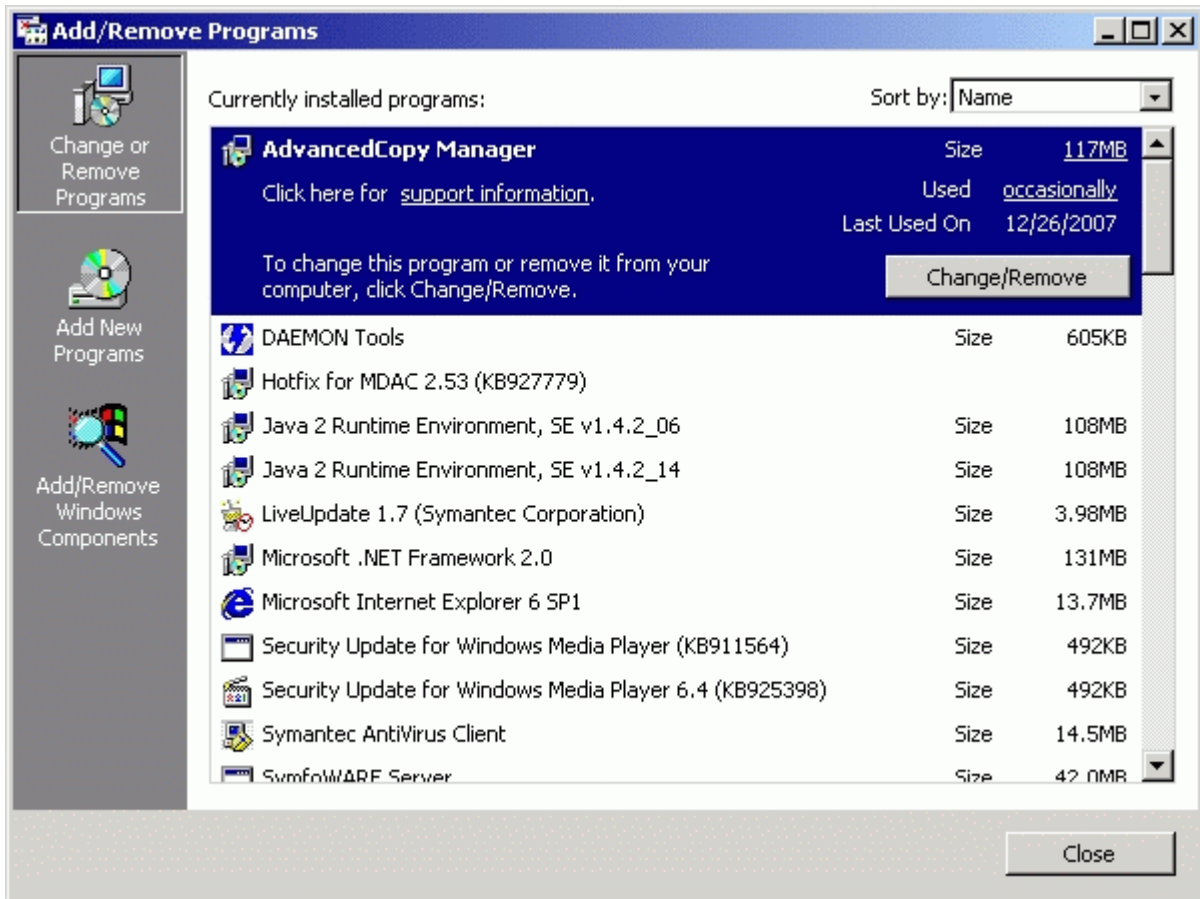 Add/Remove Programs
Change or
Remove
Programs
Add New
Programs
Add/Remove
Windows
Components
Currently installed programs:
Sort by: Name
AdvancedCopy Manager Size 117MB
Click here for support information. Used occasionally
Last Used On 12/26/2007
To change this program or remove it from your
computer, click Change/Remove.
Change/Remove
DAEMON Tools Size 605KB
Hotfix for MDAC 2.53 (KB927779)
Java 2 Runtime Environment, SE v1.4.2_06 Size 108MB
Java 2 Runtime Environment, SE v1.4.2_14 Size 108MB
LiveUpdate 1.7 (Symantec Corporation) Size 3.98MB
Microsoft .NET Framework 2.0 Size 131MB
Microsoft Internet Explorer 6 SP1 Size 13.7MB
Security Update for Windows Media Player (KB911564) Size 492KB
Security Update for Windows Media Player 6.4 (KB925398) Size 492KB
Symantec AntiVirus Client Size 14.5MB
SymfoWARE Server Size 42.0MB
Close